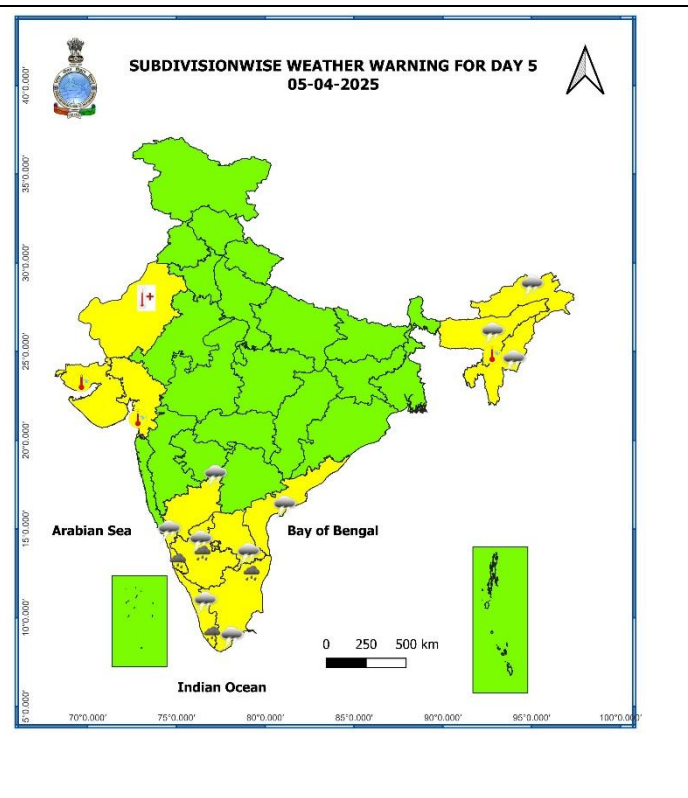 SUBDIVISIONWISE WEATHER WARNING FOR DAY 5
05-04-2025
40°0.000'
35°0.000'
30°0.000'
25°0.000'
20°0.000'
Arabian Sea
Bay of Bengal
15°0.000'
10°0.000'
0 250 500 km
Indian Ocean
5°0.000'
70°0.000' 75°0.000' 80°0.000' 85°0.000' 90°0.000' 95°0.000' 100°0.000'